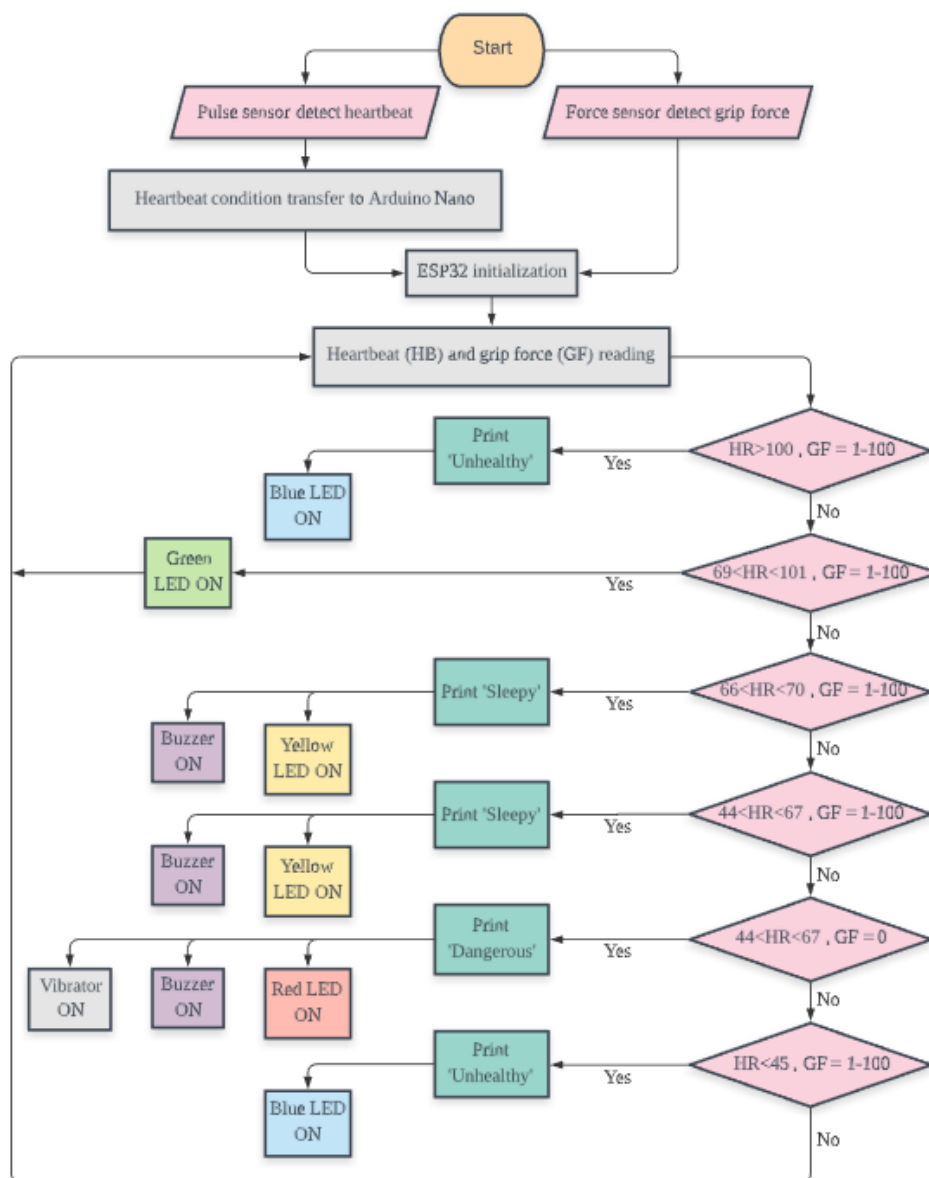 Start
Pulse sensor detect heartbeat
Force sensor detect grip force
Heartbeat condition transfer to Arduino Nano
ESP32 initialization
Heartbeat (HB) and grip force (GF) reading
HR>100 , GF = 1-100
Yes
Print
'Unhealthy'
Blue LED
ON
No
69<HR<101 , GF = 1-100
Yes
Green
LED ON
No
66<HR<70 , GF = 1-100
Yes
Print 'Sleepy'
Yellow
LED ON
Buzzer
ON
No
44<HR<67 , GF = 1-100
Yes
Print 'Sleepy'
Yellow
LED ON
Buzzer
ON
No
44<HR<67 , GF = 0
Yes
Print
'Dangerous'
Red LED
ON
Buzzer
ON
Vibrator
ON
No
HR<45 , GF = 1-100
Yes
Print
'Unhealthy'
Blue LED
ON
No